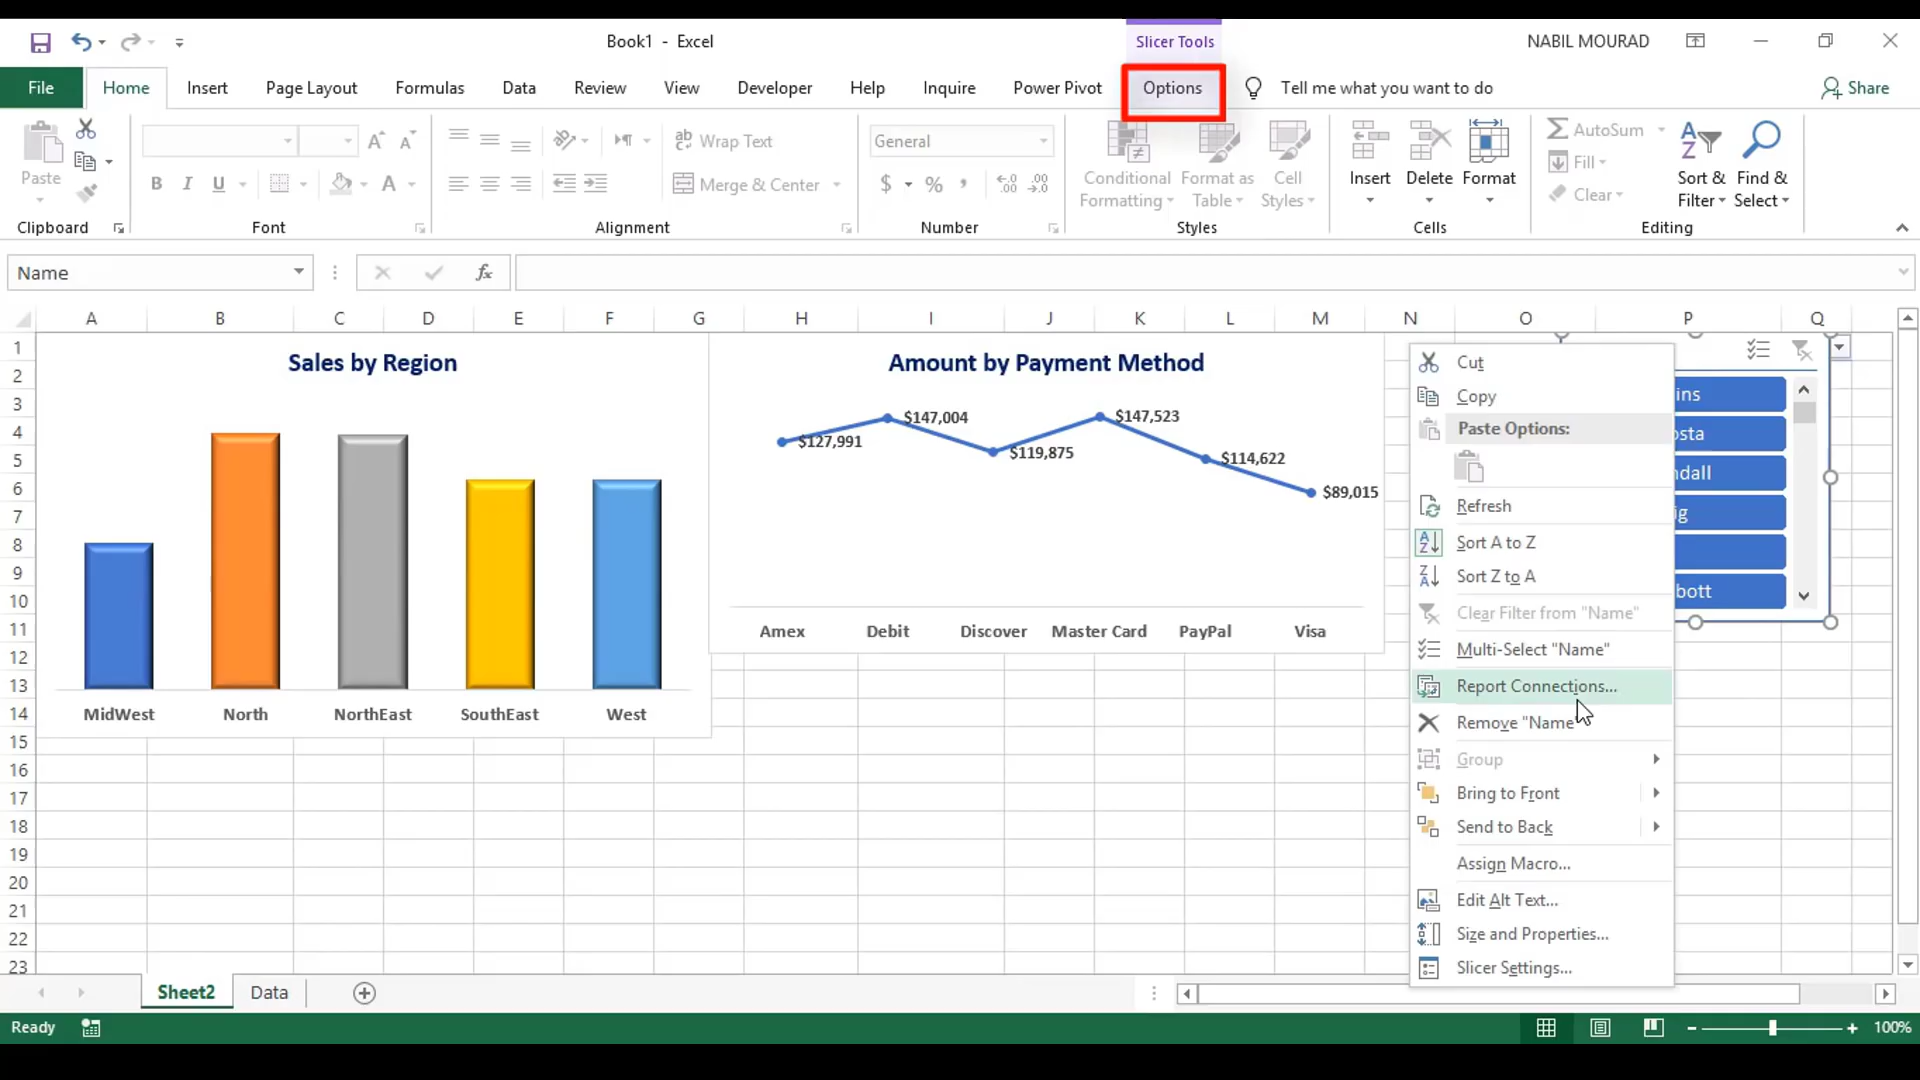 Book1 - Excel
Slicer Tools
NABIL MOURAD
File
Home
Insert
Page Layout
Formulas
Data
Review
View
Developer
Help
Inquire
Power Pivot
Options
Tell me what you want to do
Share
Paste
B I U
A A
A
ab Wrap Text
Merge & Center
General
$ % ,
Conditional Formatting
Format as Table
Cell Styles
Insert
Delete
Format
AutoSum
Fill
Clear
Sort & Filter
Find & Select
Clipboard
Font
Alignment
Number
Styles
Cells
Editing
Name
fx
A B C D E F G H I J K L M N O P Q
1
2
3
4
5
6
7
8
9
10
11
12
13
14
15
16
17
18
19
20
21
22
23
Sales by Region
MidWest North NorthEast SouthEast West
Amount by Payment Method
$127,991
$147,004
$119,875
$147,523
$114,622
$89,015
Amex Debit Discover Master Card PayPal Visa
Cut
Copy
Paste Options:
Refresh
Sort A to Z
Sort Z to A
Clear Filter from "Name"
Multi-Select "Name"
Report Connections...
Remove "Name
Group
Bring to Front
Send to Back
Assign Macro...
Edit Alt Text...
Size and Properties...
Slicer Settings...
ins
osta
ndall
ig
bott
Sheet2
Data
Ready
100%